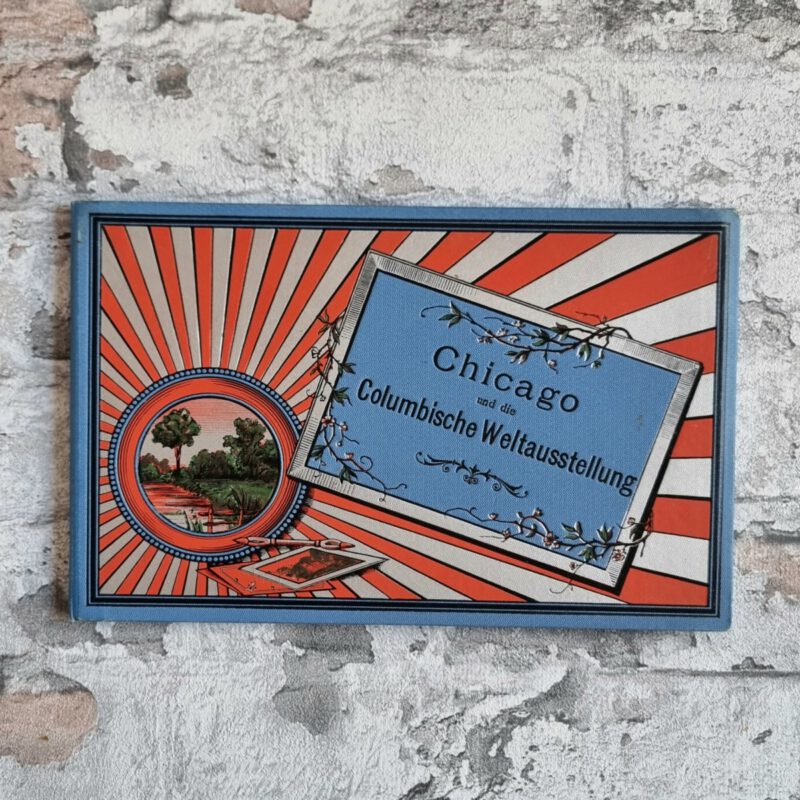 Chicago
und die
Columbische Weltausstellung